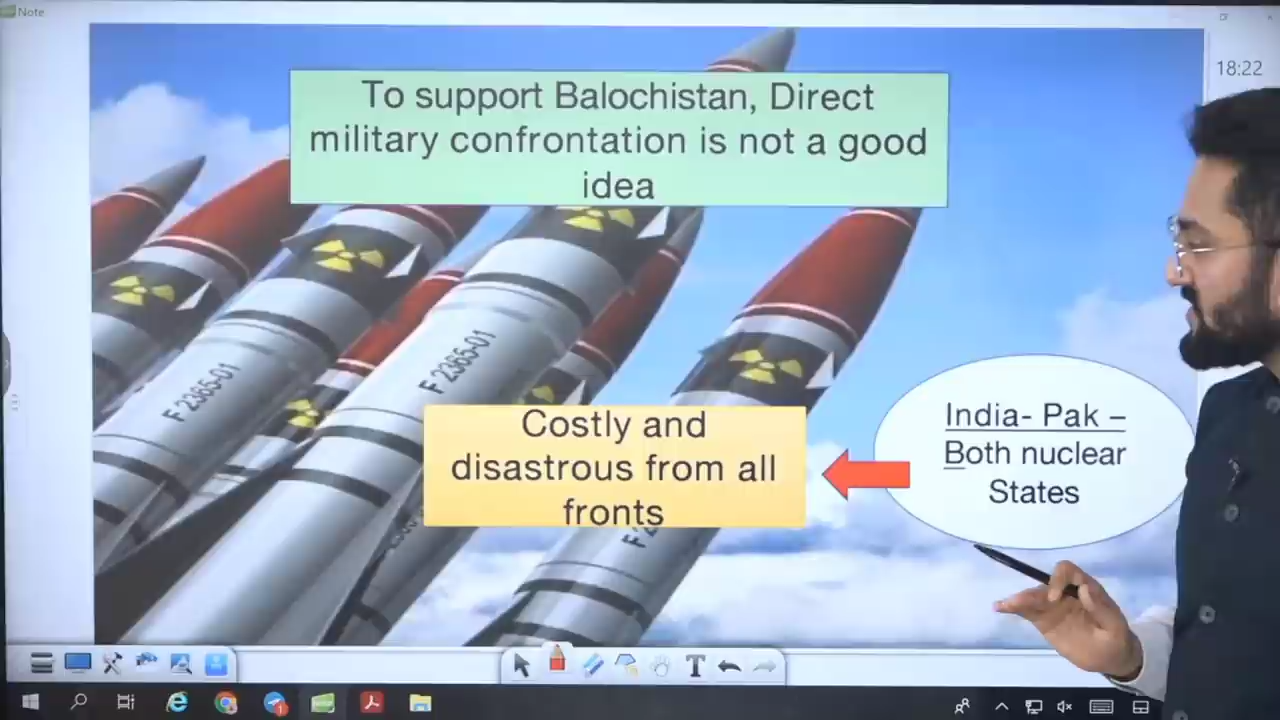 Note
18:22
To support Balochistan, Direct
military confrontation is not a good
idea
F 2365-01
F 2365-01
Costly and
disastrous from all
fronts
India- Pak –
Both nuclear
States
T